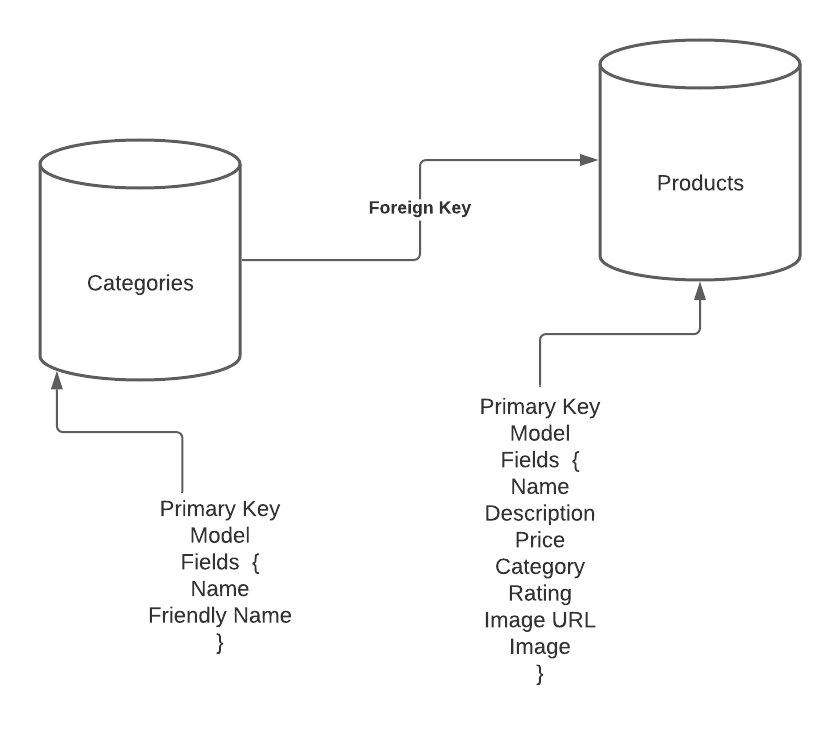 Products
Foreign Key
Categories
Primary Key
Model
Fields  {
Name
Friendly Name
}
Primary Key
Model
Fields  {
Name
Description
Price
Category
Rating
Image URL
Image
}